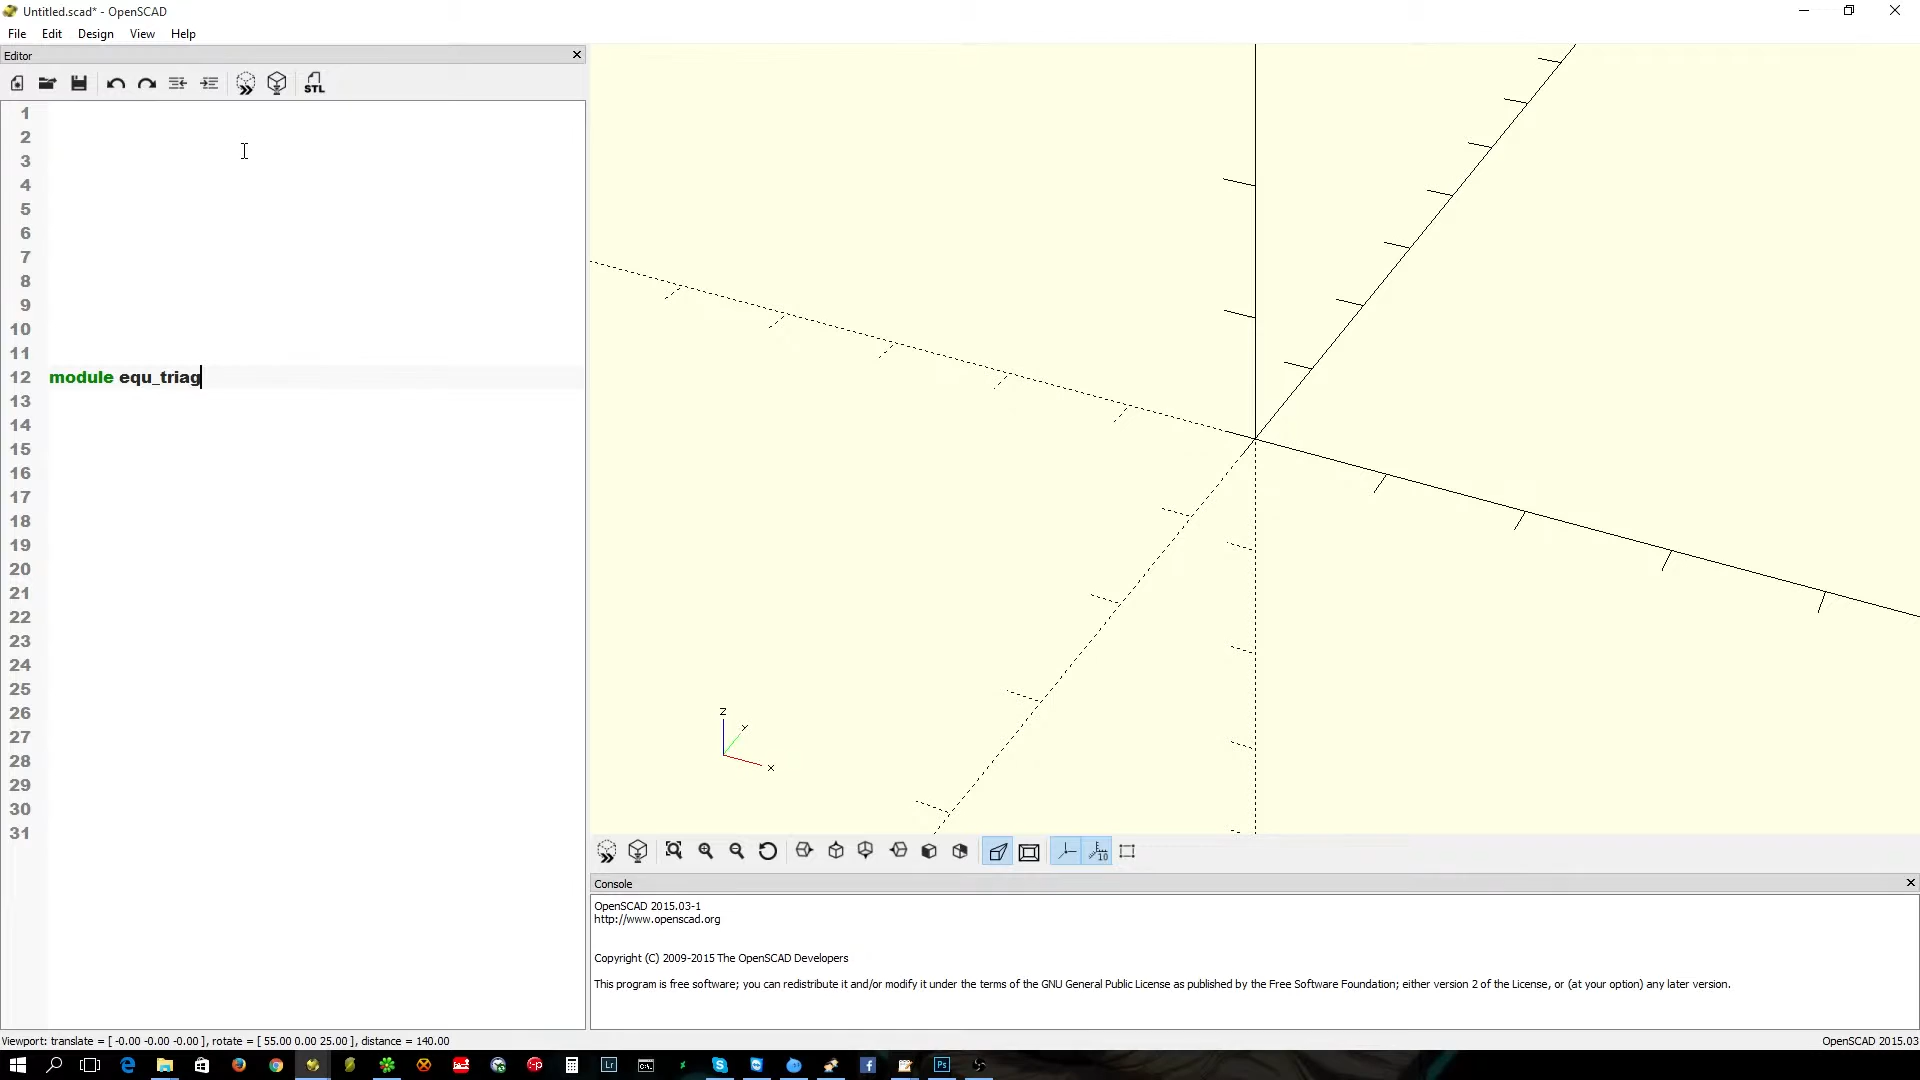 Untitled.scad* - OpenSCAD
File Edit Design View Help
Editor
STL
1
2
3
4
5
6
7
8
9
10
11
12 module equ_triag
13
14
15
16
17
18
19
20
21
22
23
24
25
26
27
28
29
30
31
z
y
x
10
Console
OpenSCAD 2015.03-1
http://www.openscad.org
Copyright (C) 2009-2015 The OpenSCAD Developers
This program is free software; you can redistribute it and/or modify it under the terms of the GNU General Public License as published by the Free Software Foundation; either version 2 of the License, or (at your option) any later version.
Viewport: translate = [ -0.00 -0.00 -0.00 ], rotate = [ 55.00 0.00 25.00 ], distance = 140.00
OpenSCAD 2015.03
Lr
C:\_
Ps